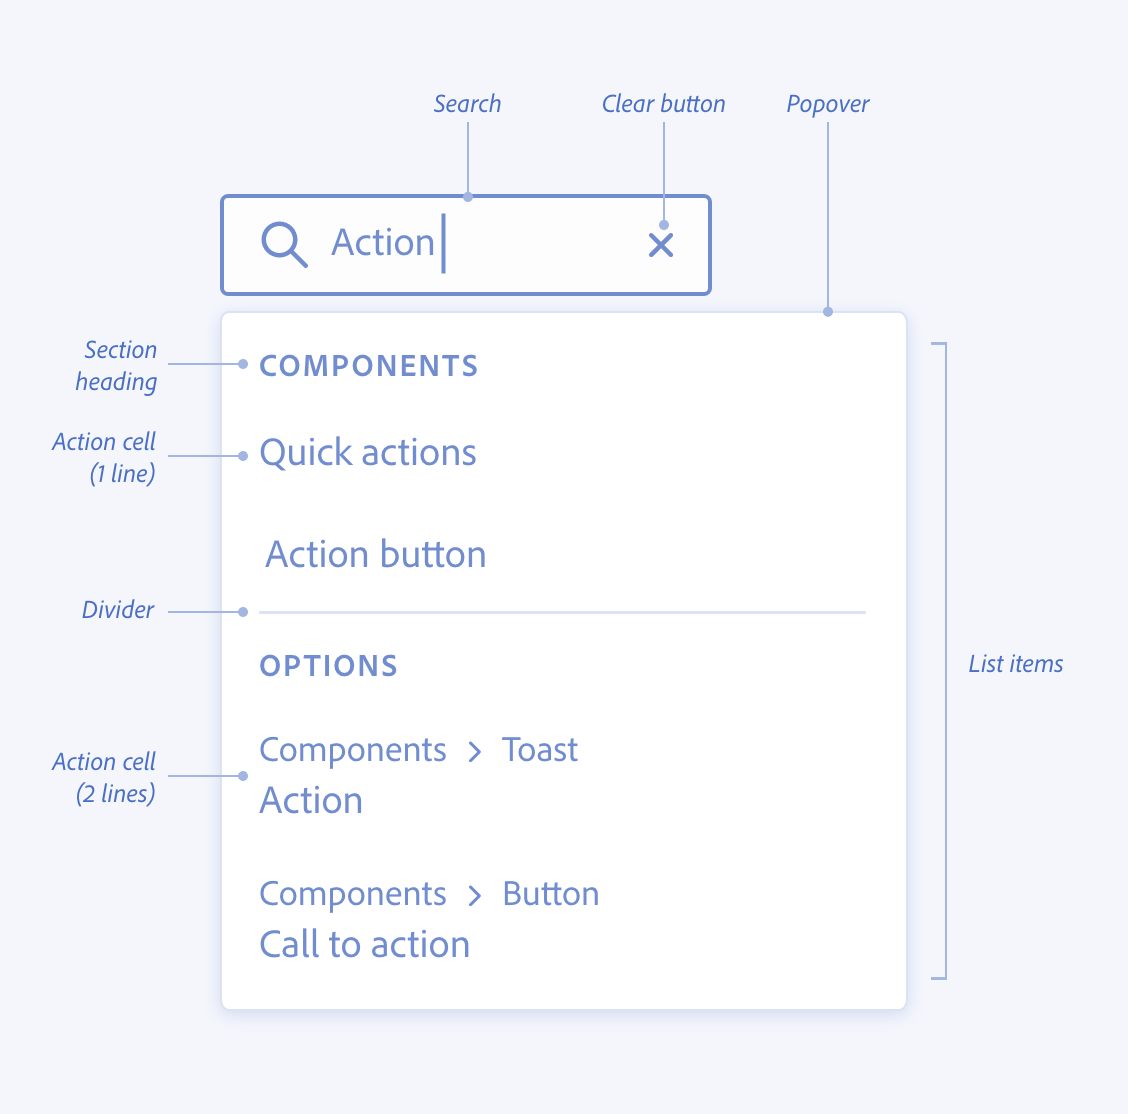 Search
Clear button
Popover
Action
Section
heading
COMPONENTS
Action cell
(1 line)
Quick actions
Action button
Divider
OPTIONS
List items
Action cell
(2 lines)
Components > Toast
Action
Components > Button
Call to action